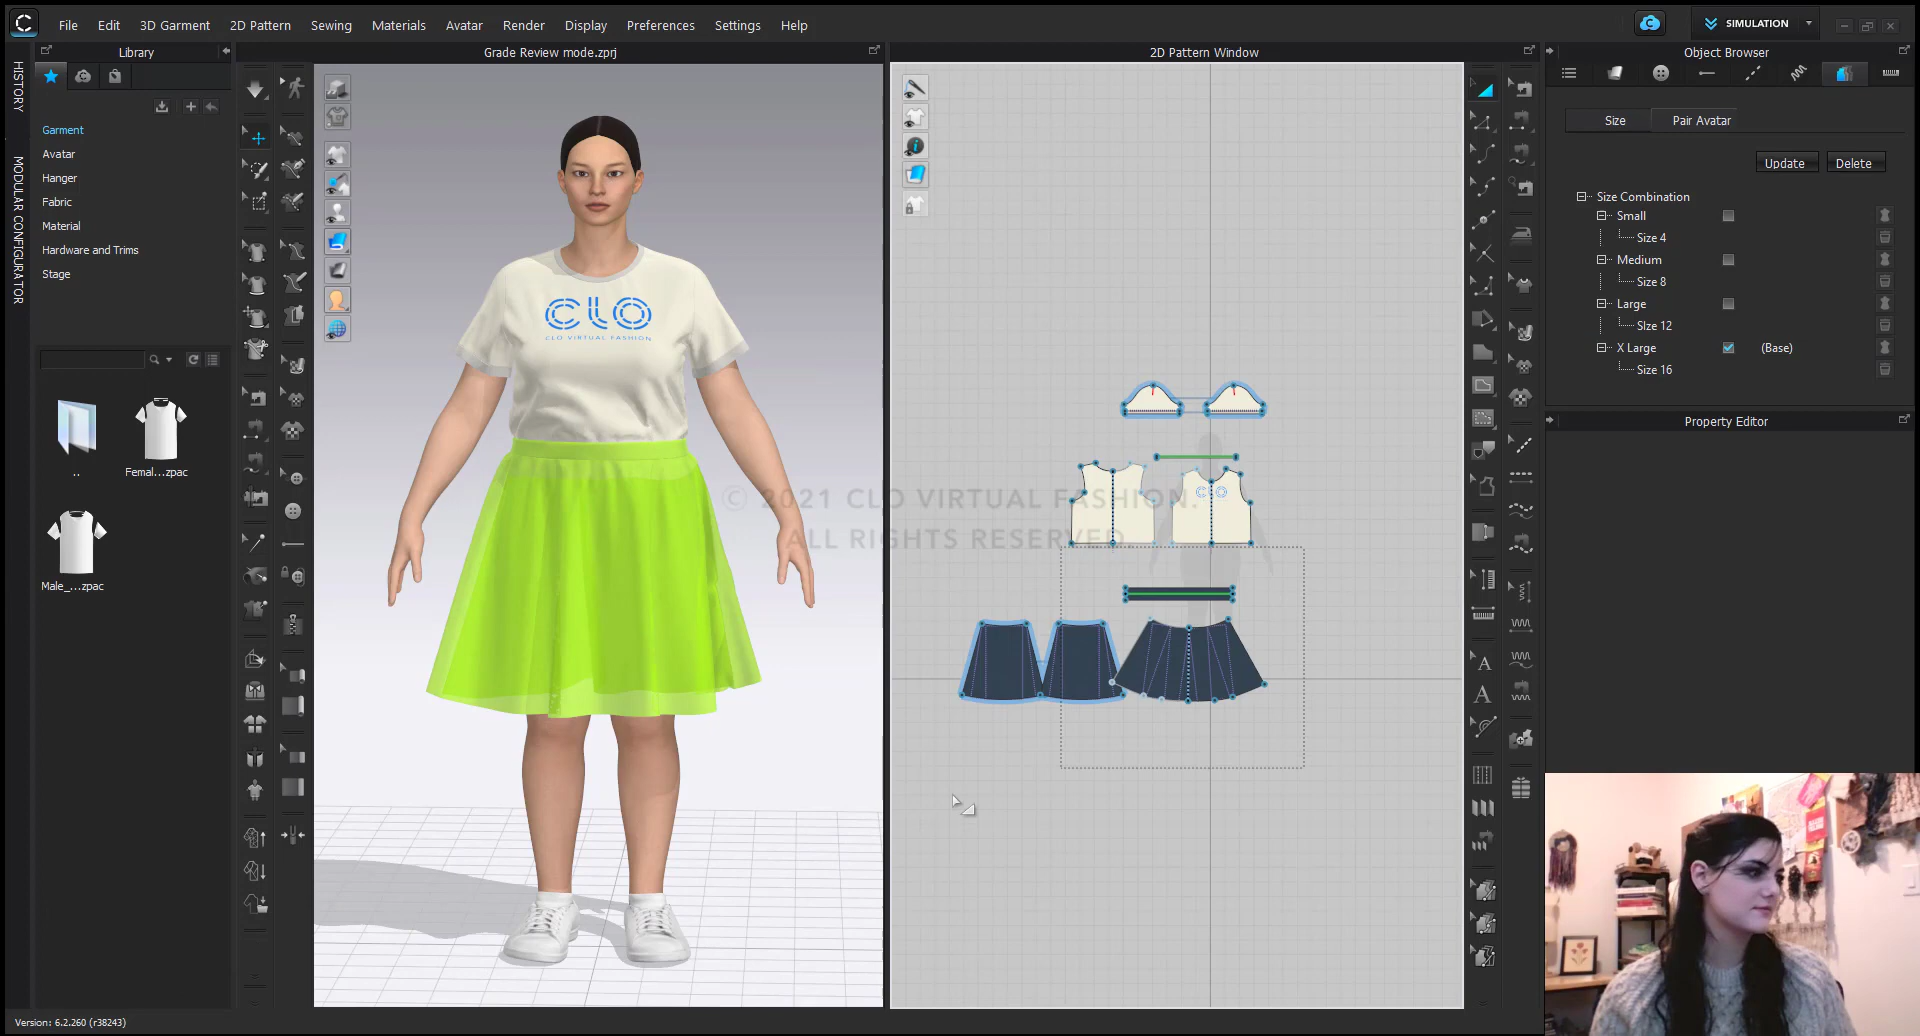 File Edit 3D Garment 2D Pattern Sewing Materials Avatar Render Display Preferences Settings Help
SIMULATION
Library
Grade Review mode.zprj
2D Pattern Window
Object Browser
HISTORY
MODULAR CONFIGURATOR
Garment
Avatar
Hanger
Fabric
Material
Hardware and Trims
Stage
..
Femal...zpac
Male_...zpac
CLO
CLO VIRTUAL FASHION
© 2021 CLO VIRTUAL FASHION.
ALL RIGHTS RESERVED.
Size Pair Avatar
Update Delete
Size Combination
Small
Size 4
Medium
Size 8
Large
SIze 12
X Large (Base)
Size 16
Property Editor
Version: 6.2.260 (r38243)